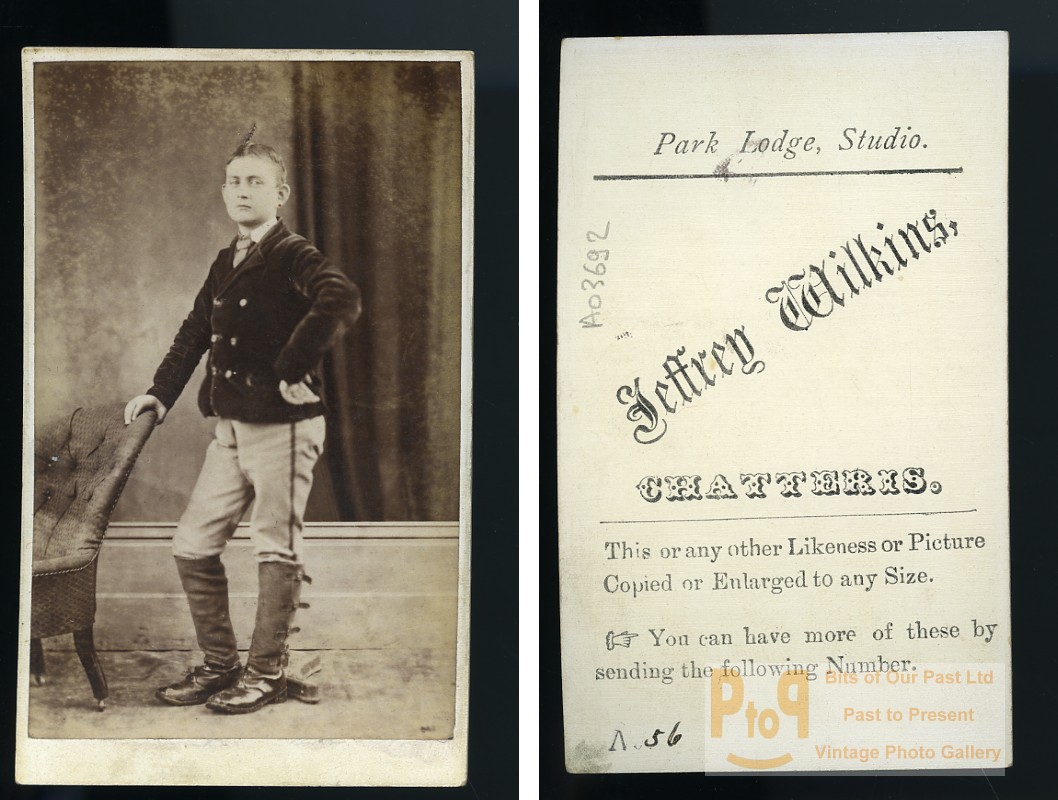 Park Lodge, Studio.
A03692
Jeffrey Wilkins,
CHATTERIS.
This or any other Likeness or Picture
Copied or Enlarged to any Size.
☞ You can have more of these by
sending the following Number.
56
PtoP
Bits of Our Past Ltd
Past to Present
Vintage Photo Gallery